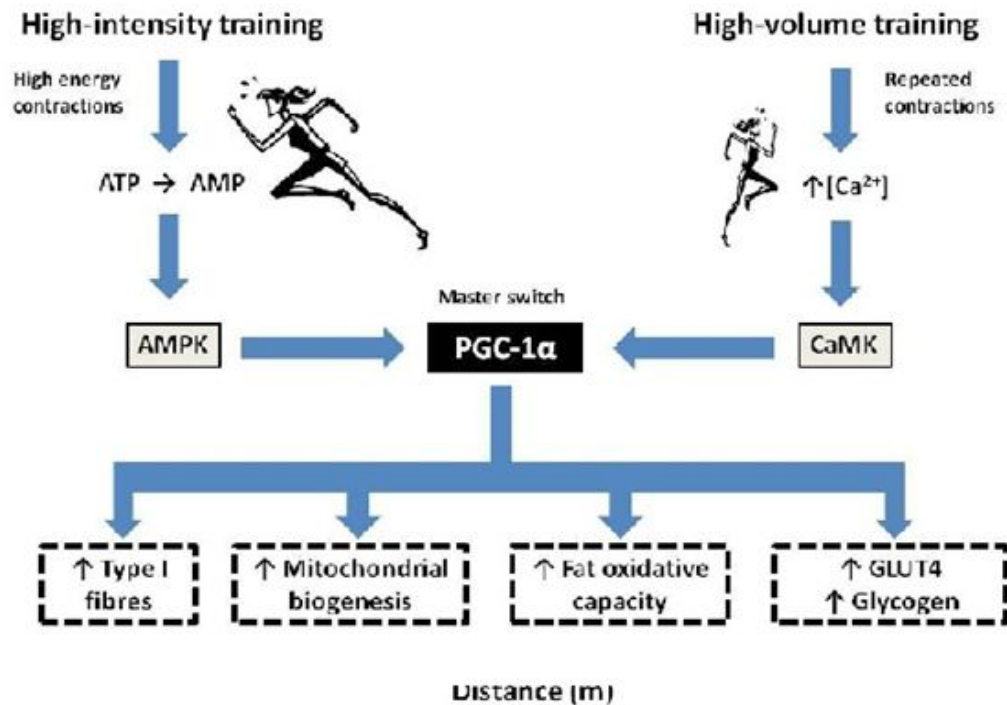 High-intensity training
High-volume training
High energy
contractions
Repeated
contractions
ATP → AMP
↑[Ca²⁺]
Master switch
AMPK
PGC-1α
CaMK
↑ Type I
fibres
↑ Mitochondrial
biogenesis
↑ Fat oxidative
capacity
↑ GLUT4
↑ Glycogen
Distance (m)